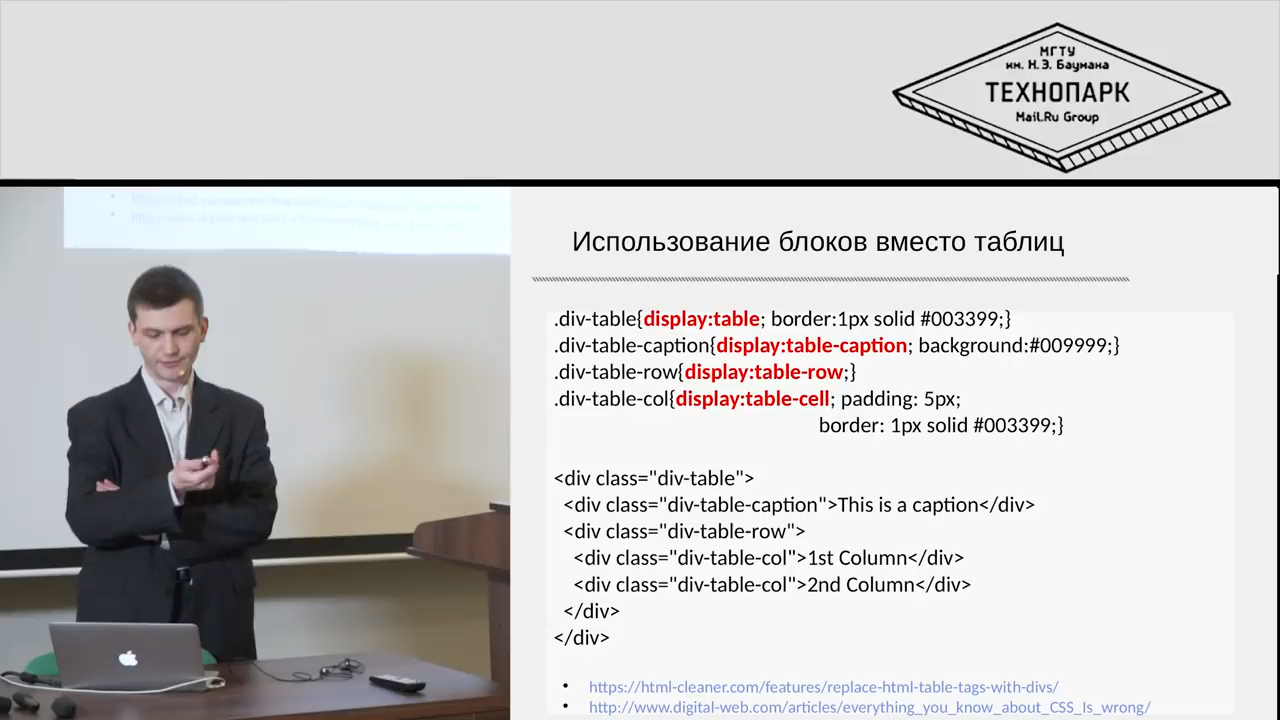 МГТУ
им. Н.Э. Баумана
ТЕХНОПАРК
Mail.Ru Group
Использование блоков вместо таблиц
.div-table{display:table; border:1px solid #003399;}
.div-table-caption{display:table-caption; background:#009999;}
.div-table-row{display:table-row;}
.div-table-col{display:table-cell; padding: 5px;
border: 1px solid #003399;}
<div class="div-table">
<div class="div-table-caption">This is a caption</div>
<div class="div-table-row">
<div class="div-table-col">1st Column</div>
<div class="div-table-col">2nd Column</div>
</div>
</div>
• https://html-cleaner.com/features/replace-html-table-tags-with-divs/
• http://www.digital-web.com/articles/everything_you_know_about_CSS_Is_wrong/